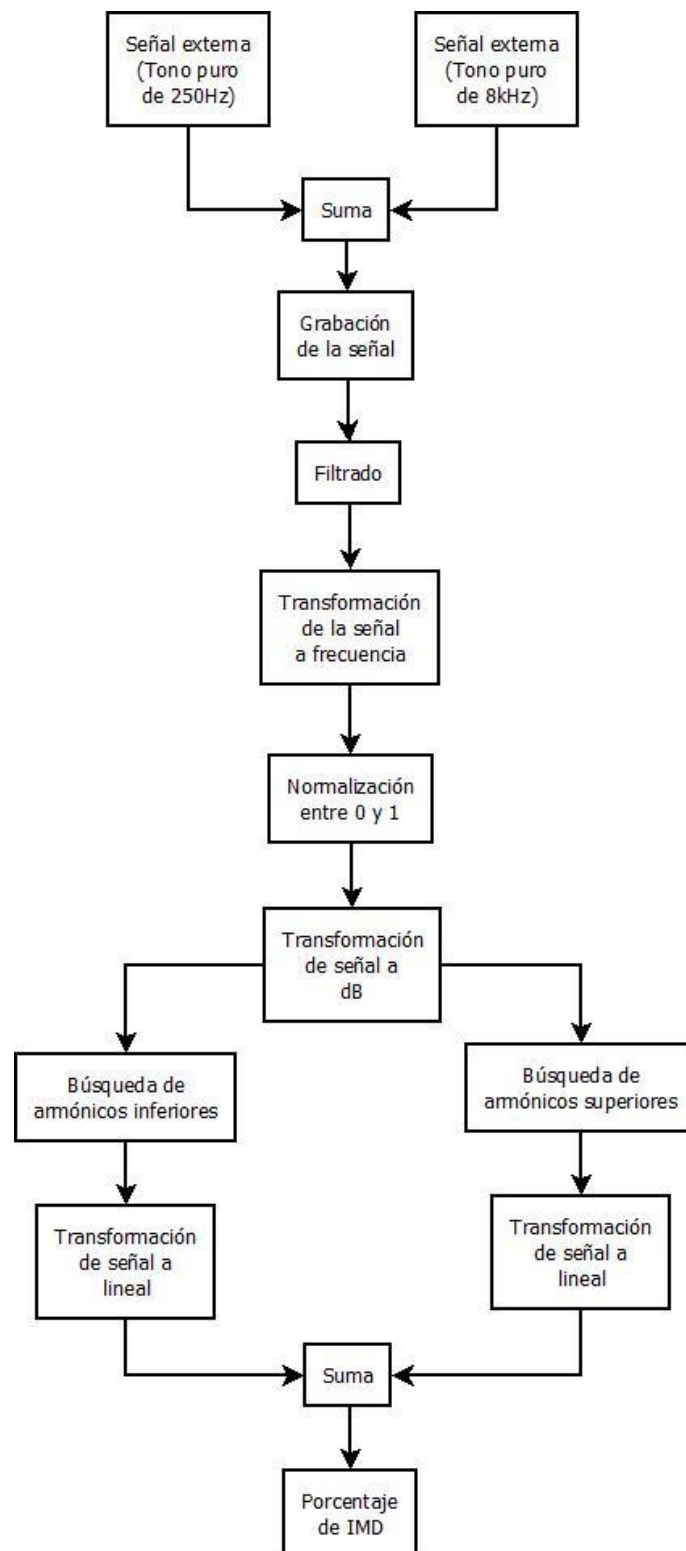 Señal externa
(Tono puro
de 250Hz)
Señal externa
(Tono puro
de 8kHz)
Suma
Grabación
de la señal
Filtrado
Transformación
de la señal
a frecuencia
Normalización
entre 0 y 1
Transformación
de señal a
dB
Búsqueda de
armónicos inferiores
Búsqueda de
armónicos superiores
Transformación
de señal a
lineal
Transformación
de señal a
lineal
Suma
Porcentaje
de IMD